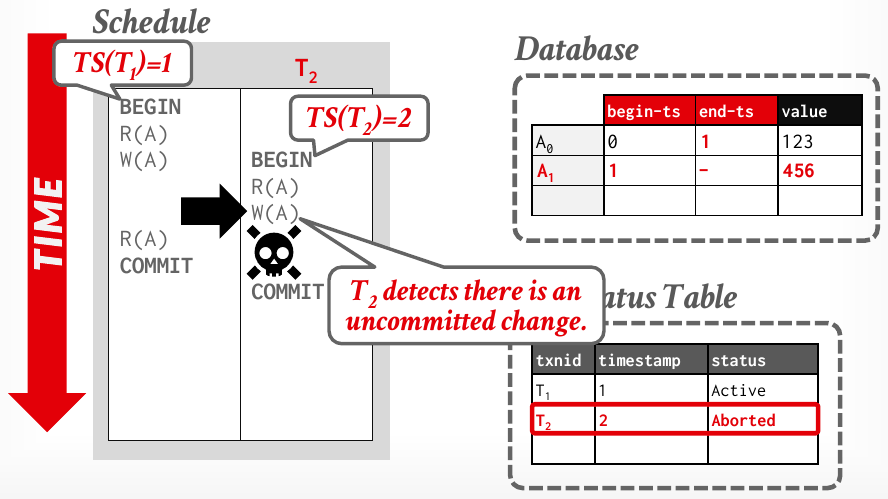 Schedule
TS(T1)=1
T2
BEGIN
R(A)
W(A)
R(A)
COMMIT
TS(T2)=2
BEGIN
R(A)
W(A)
COMMIT
T2 detects there is an
uncommitted change.
TIME
Database
begin-ts end-ts value
A0 0 1 123
A1 1 - 456
atus Table
txnid timestamp status
T1 1 Active
T2 2 Aborted